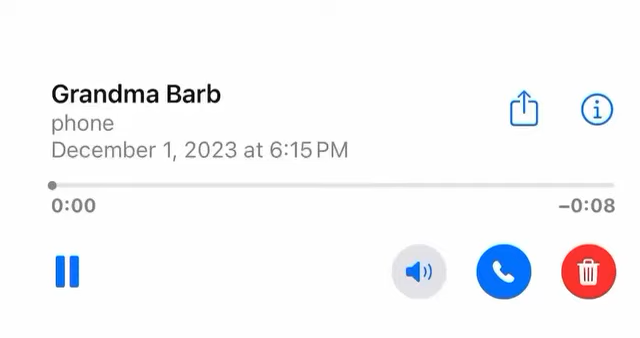 Grandma Barb
phone
December 1, 2023 at 6:15 PM
0:00
–0:08